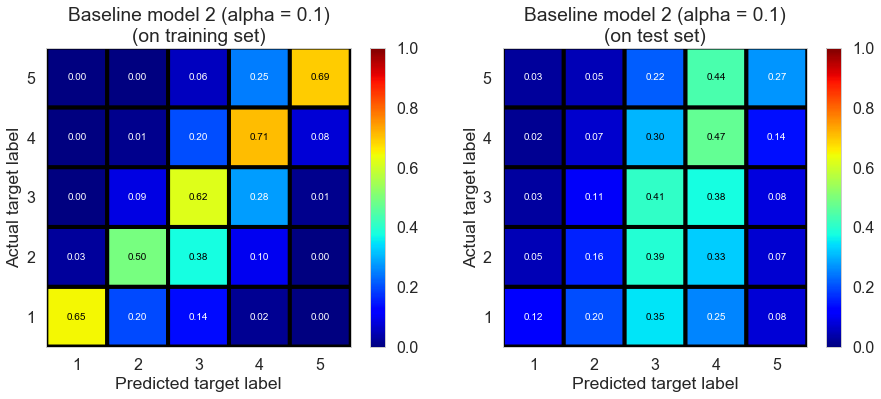 Baseline model 2 (alpha = 0.1)
(on training set)
Actual target label
5 0.00 0.00 0.06 0.25 0.69
4 0.00 0.01 0.20 0.71 0.08
3 0.00 0.09 0.62 0.28 0.01
2 0.03 0.50 0.38 0.10 0.00
1 0.65 0.20 0.14 0.02 0.00
1 2 3 4 5
Predicted target label
1.0
0.8
0.6
0.4
0.2
0.0
Baseline model 2 (alpha = 0.1)
(on test set)
Actual target label
5 0.03 0.05 0.22 0.44 0.27
4 0.02 0.07 0.30 0.47 0.14
3 0.03 0.11 0.41 0.38 0.08
2 0.05 0.16 0.39 0.33 0.07
1 0.12 0.20 0.35 0.25 0.08
1 2 3 4 5
Predicted target label
1.0
0.8
0.6
0.4
0.2
0.0